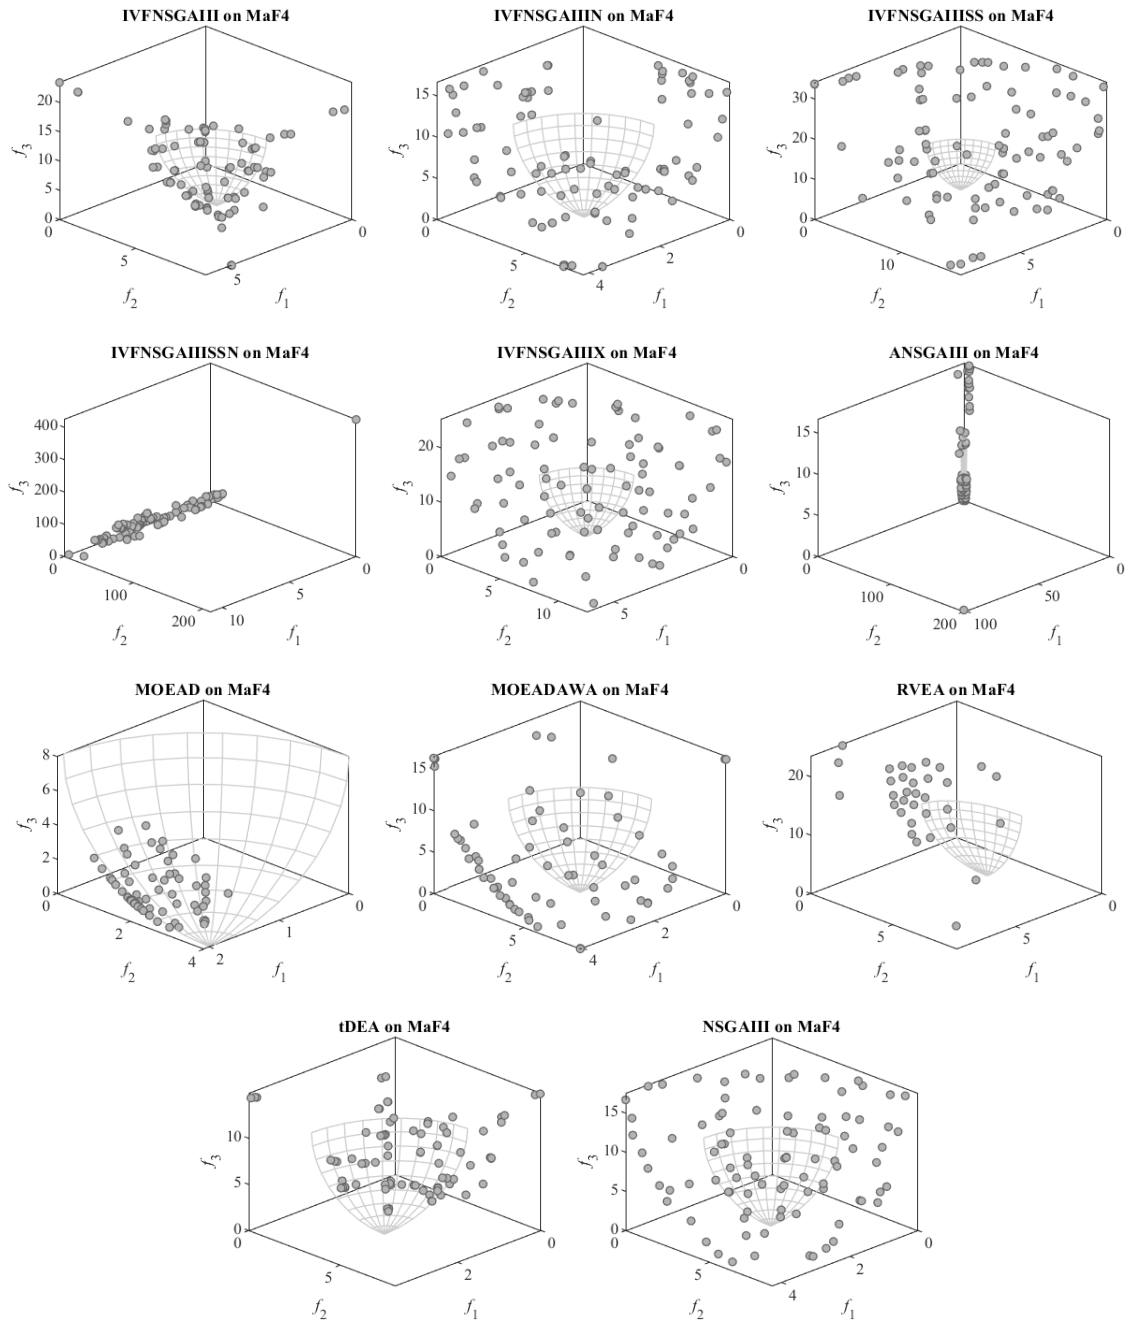 IVFNSGAIII on MaF4
IVFNSGAIIIN on MaF4
IVFNSGAIIISS on MaF4
20
15
10
5
0
f3
0
5
f2
5
0
f1
15
10
5
0
f3
0
5
f2
4
2
0
f1
30
20
10
0
f3
0
10
f2
5
0
f1
IVFNSGAIIISSN on MaF4
IVFNSGAIIIX on MaF4
ANSGAIII on MaF4
400
300
200
100
0
f3
0
100
200
f2
10
5
0
f1
20
10
0
f3
0
5
10
f2
5
0
f1
15
10
5
f3
0
100
200
f2
100
50
0
f1
MOEAD on MaF4
MOEADAWA on MaF4
RVEA on MaF4
8
6
4
2
0
f3
0
2
4
f2
2
1
0
f1
15
10
5
0
f3
0
5
f2
4
2
0
f1
20
10
0
f3
0
5
f2
5
0
f1
tDEA on MaF4
NSGAIII on MaF4
10
5
0
f3
0
5
f2
2
0
f1
15
10
5
0
f3
0
5
f2
4
2
0
f1